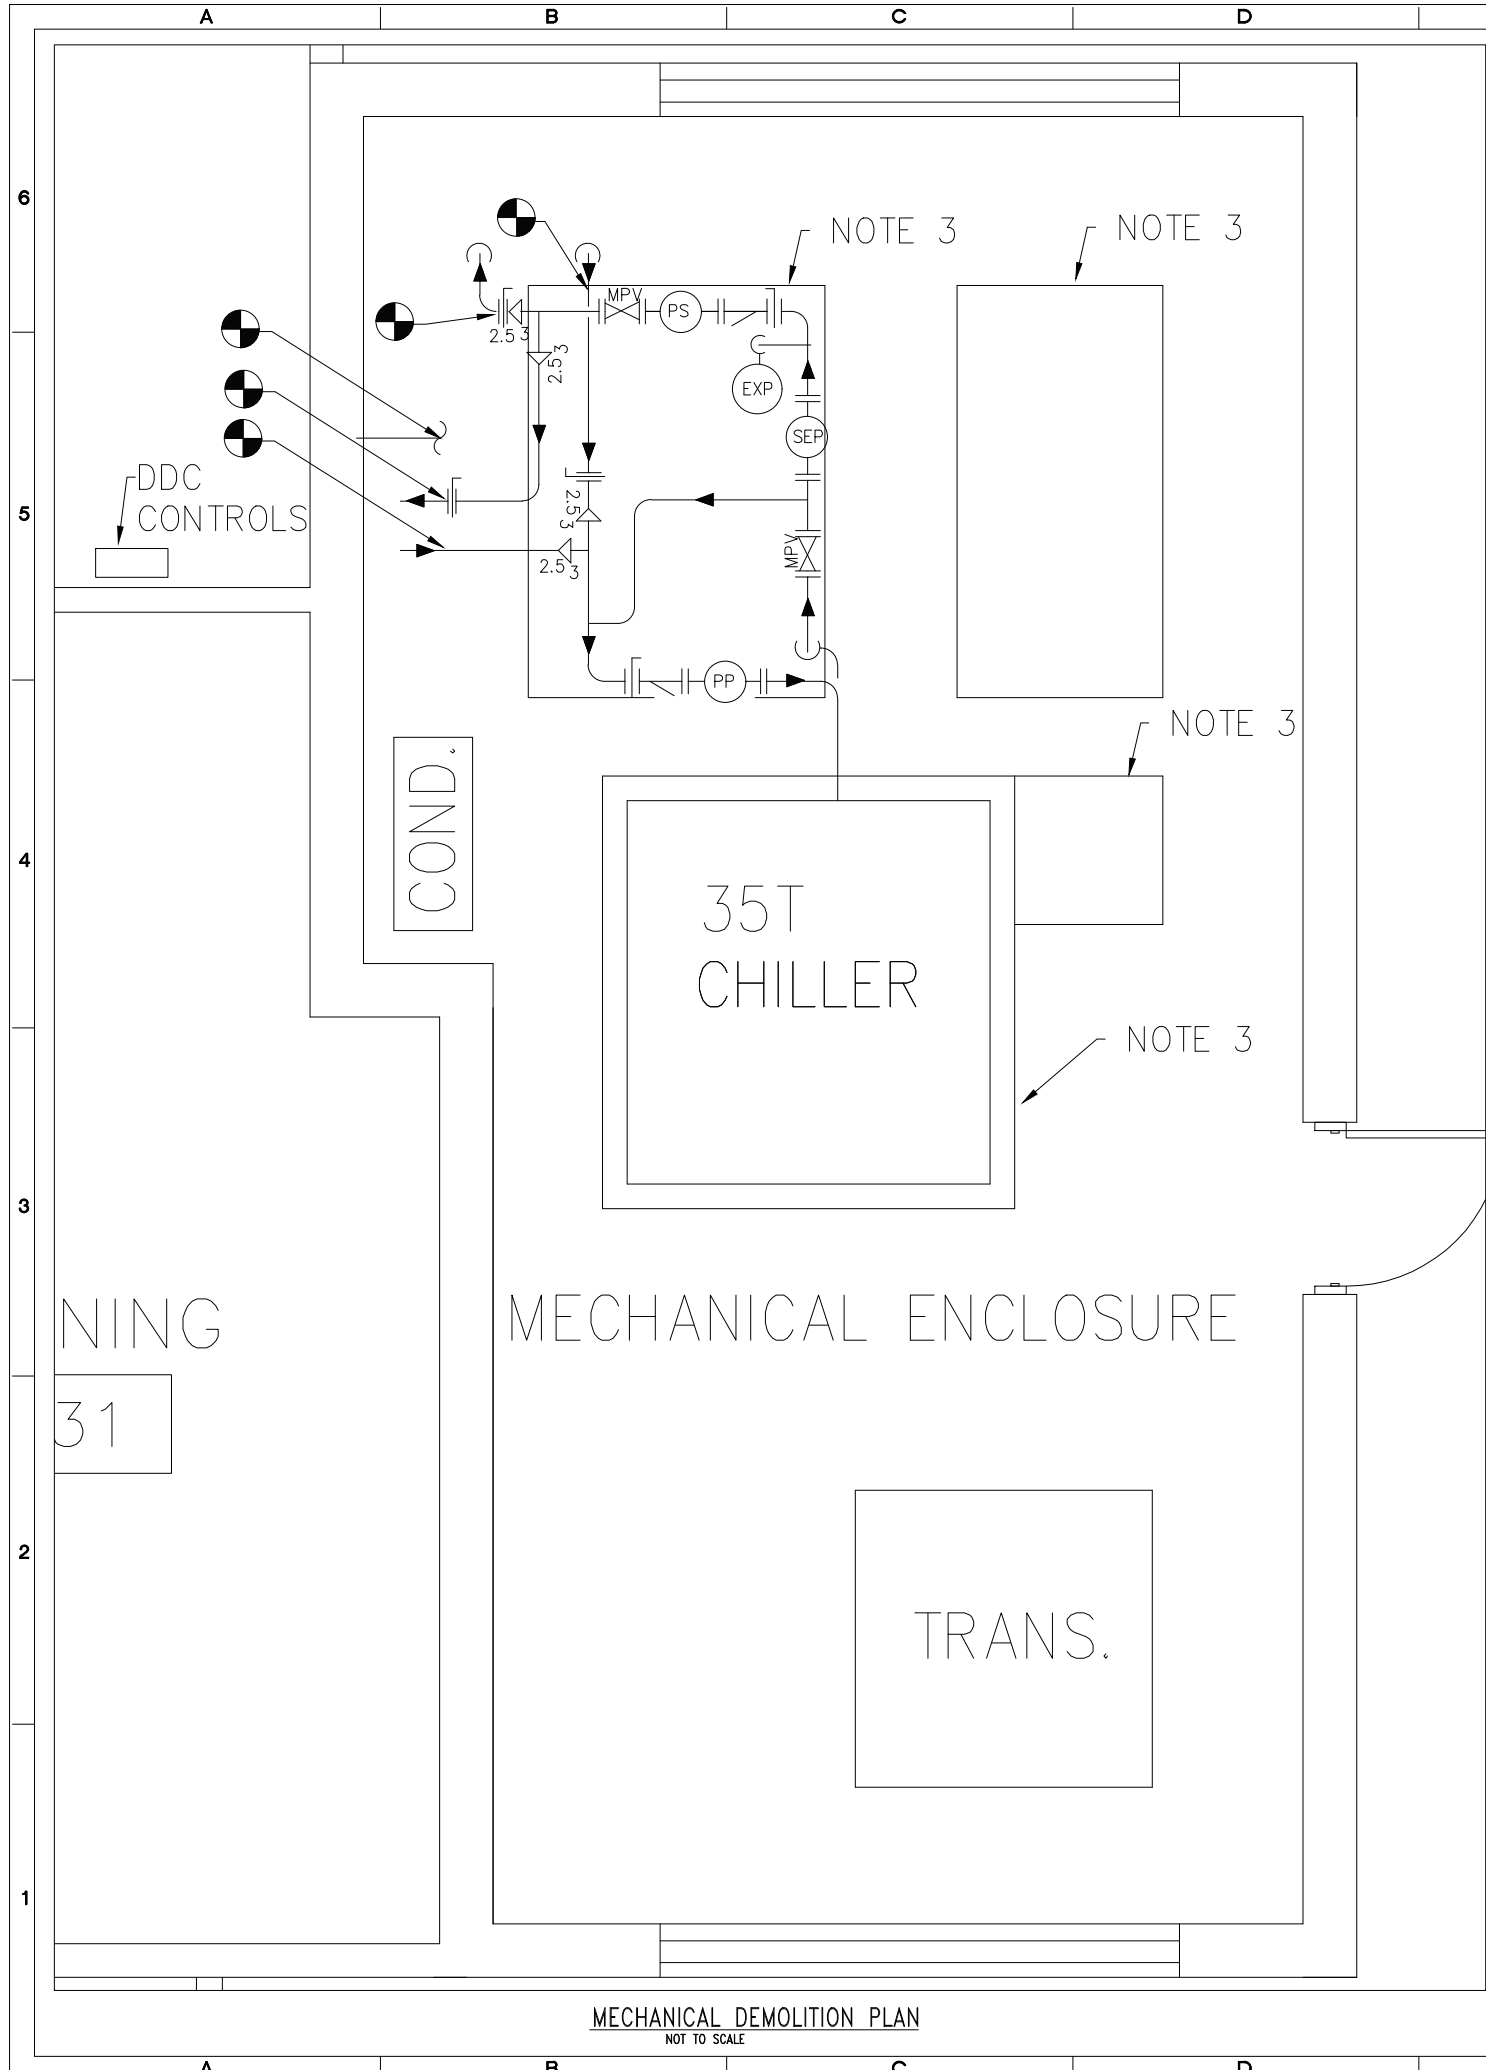 A B C D
6
NOTE 3
NOTE 3
MPV
PS
2.5 3
2.5 3
EXP
SEP
DDC
CONTROLS
5
2.5 3
MPV
2.5 3
PP
NOTE 3
COND.
4
35T
CHILLER
NOTE 3
3
NING
MECHANICAL ENCLOSURE
31
2
TRANS.
1
MECHANICAL DEMOLITION PLAN
NOT TO SCALE
A B C D